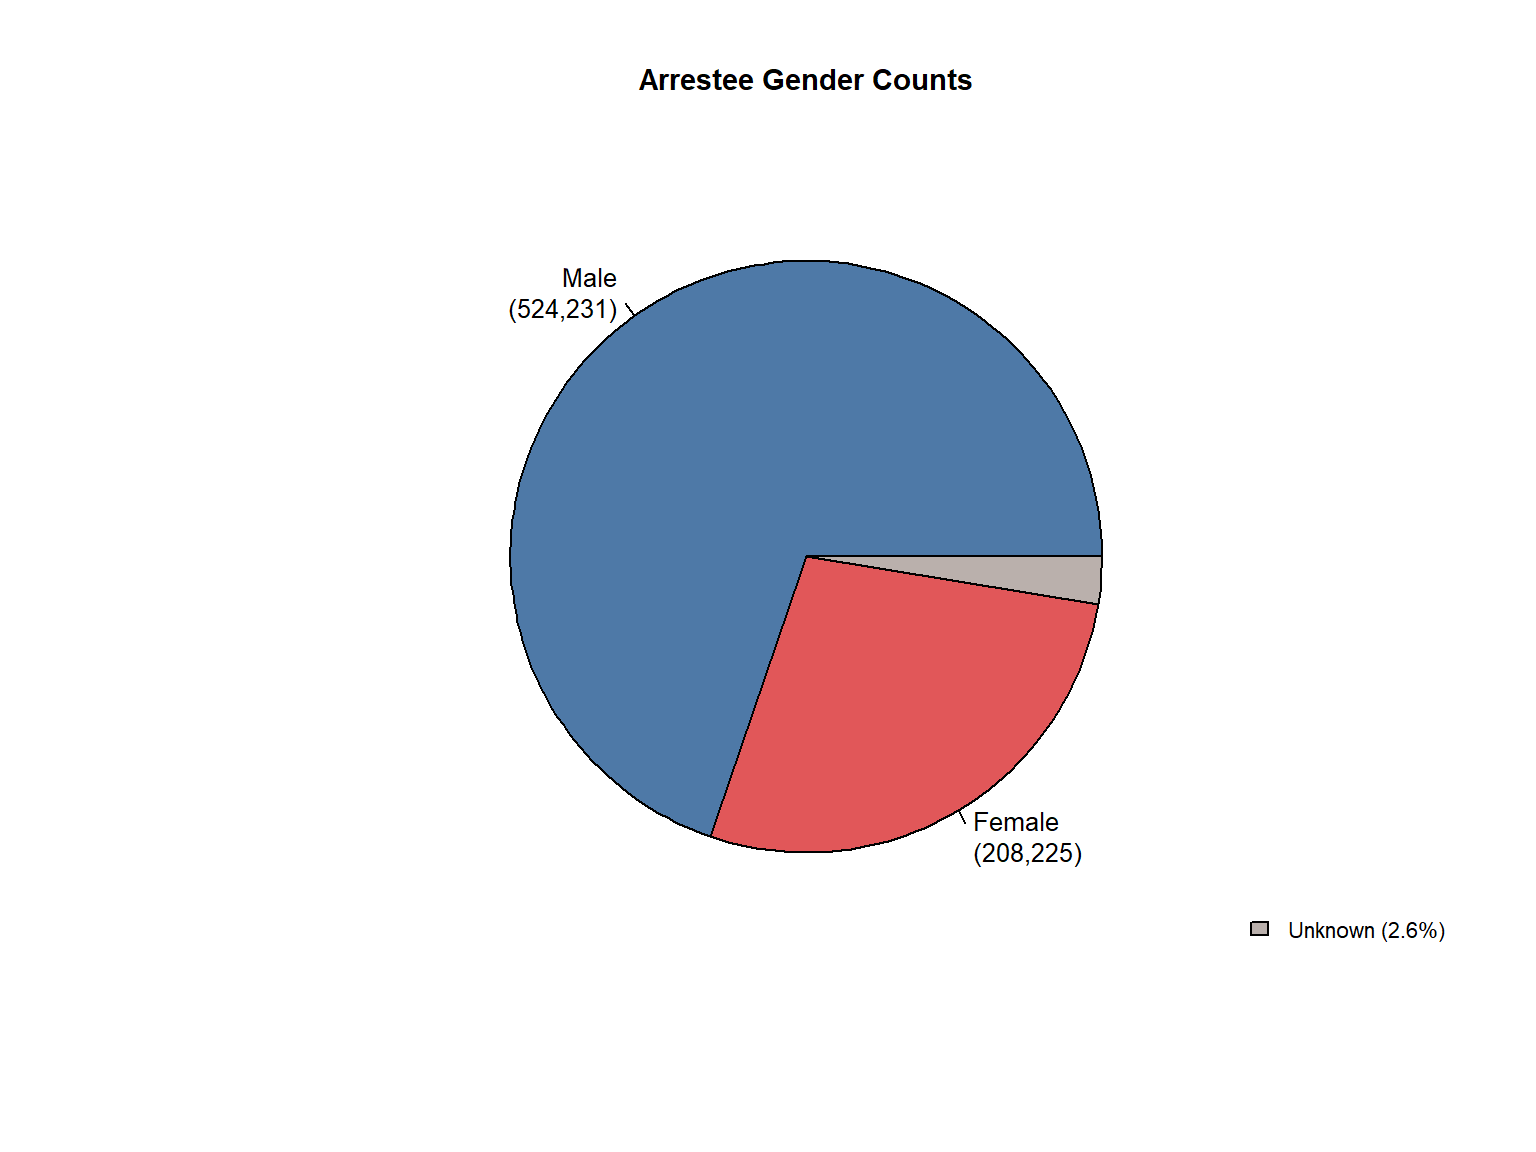 Arrestee Gender Counts
Male
(524,231)
Female
(208,225)
Unknown (2.6%)